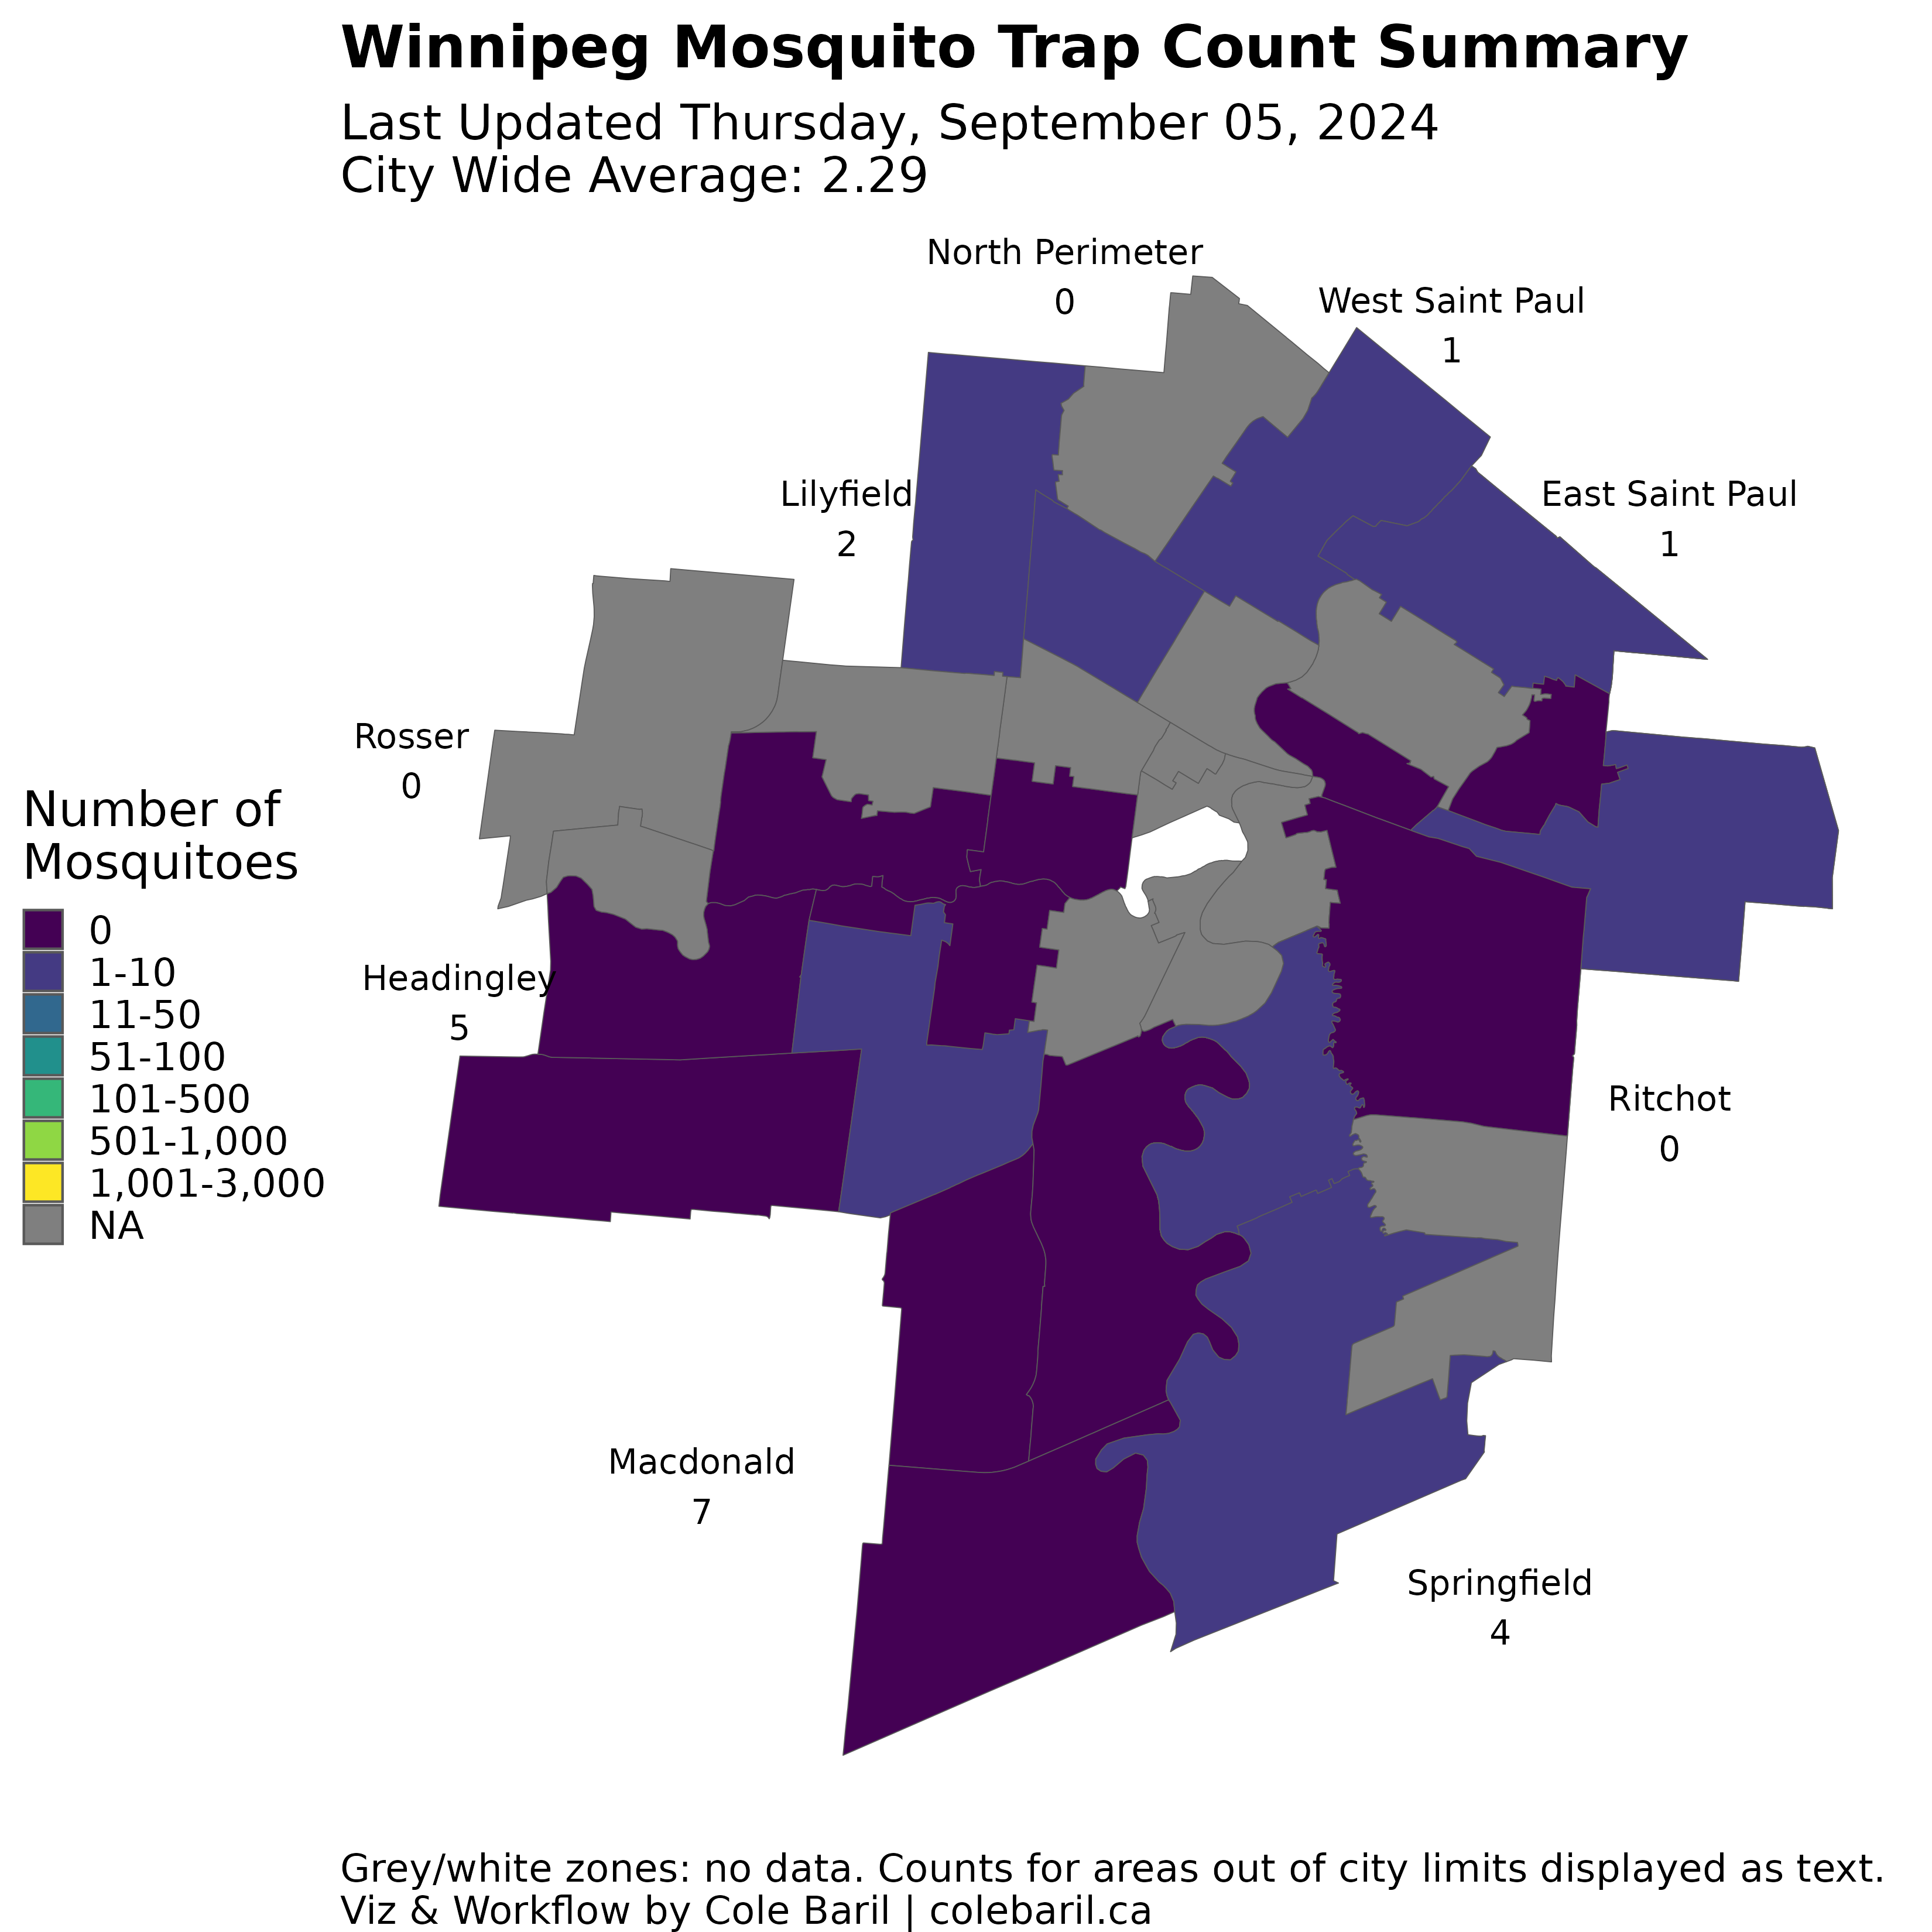 Winnipeg Mosquito Trap Count Summary
Last Updated Thursday, September 05, 2024
City Wide Average: 2.29
North Perimeter
0
West Saint Paul
1
Lilyfield
2
East Saint Paul
1
Rosser
0
Number of
Mosquitoes
0
1-10
11-50
51-100
101-500
501-1,000
1,001-3,000
NA
Headingley
5
Ritchot
0
Macdonald
7
Springfield
4
Grey/white zones: no data. Counts for areas out of city limits displayed as text.
Viz & Workflow by Cole Baril | colebaril.ca